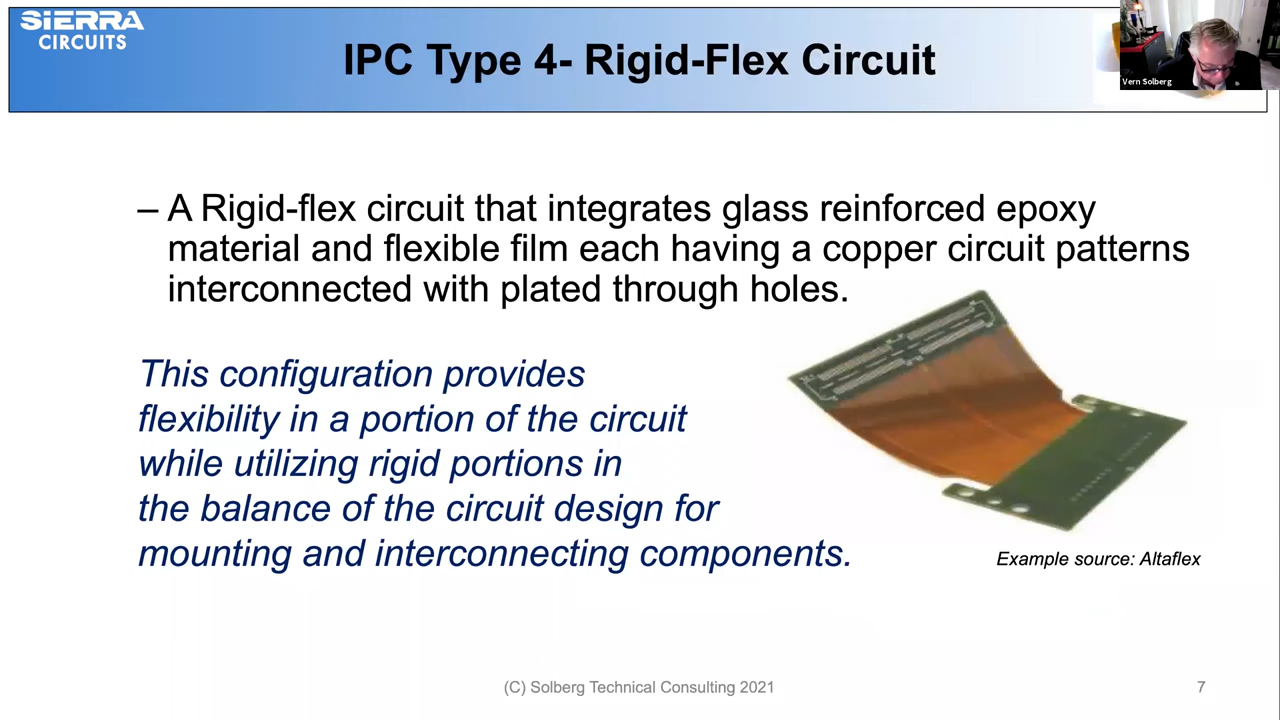 SIERRA
CIRCUITS
IPC Type 4- Rigid-Flex Circuit
Vern Solberg
– A Rigid-flex circuit that integrates glass reinforced epoxy
material and flexible film each having a copper circuit patterns
interconnected with plated through holes.
This configuration provides
flexibility in a portion of the circuit
while utilizing rigid portions in
the balance of the circuit design for
mounting and interconnecting components.
Example source: Altaflex
(C) Solberg Technical Consulting 2021
7